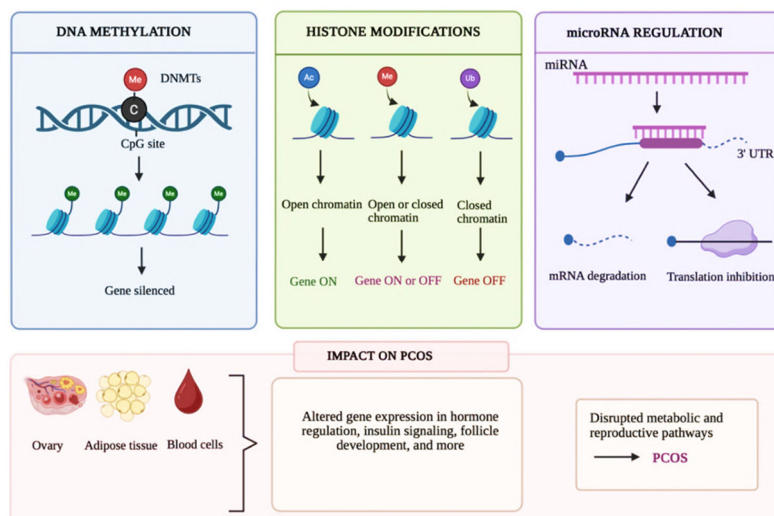 DNA METHYLATION
Me
DNMTs
C
CpG site
Me
Me
Me
Me
Gene silenced
HISTONE MODIFICATIONS
Ac
Me
Ub
Open chromatin
Open or closed
chromatin
Closed
chromatin
Gene ON
Gene ON or OFF
Gene OFF
microRNA REGULATION
miRNA
3' UTR
mRNA degradation
Translation inhibition
IMPACT ON PCOS
Ovary
Adipose tissue
Blood cells
Altered gene expression in hormone
regulation, insulin signaling, follicle
development, and more
Disrupted metabolic and
reproductive pathways
PCOS